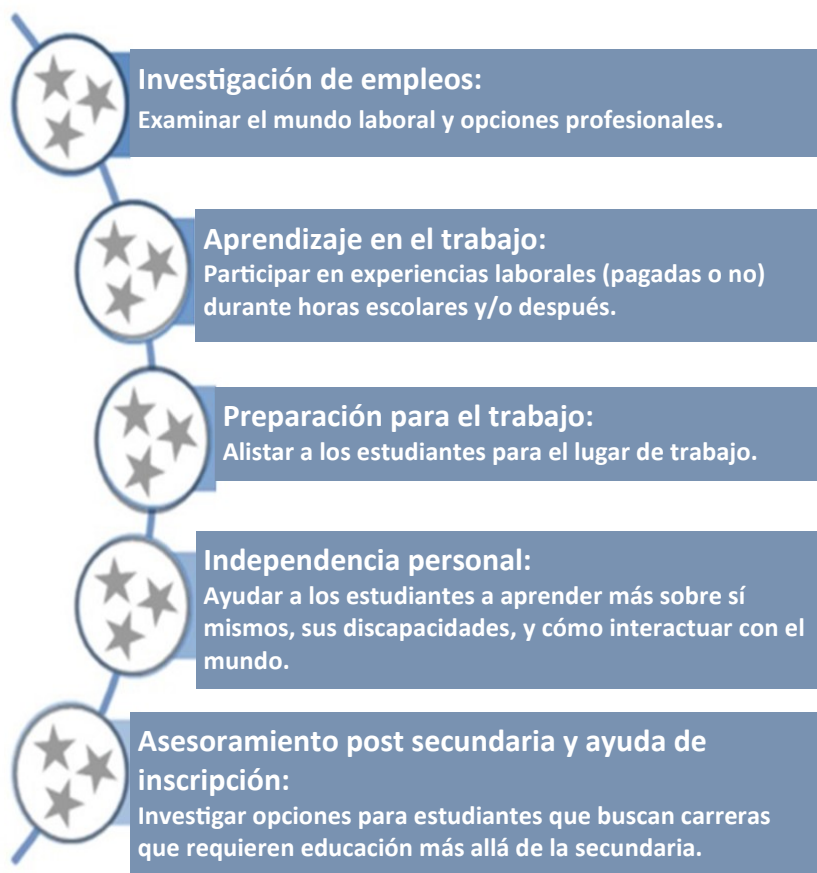 Investigación de empleos:
Examinar el mundo laboral y opciones profesionales.
Aprendizaje en el trabajo:
Participar en experiencias laborales (pagadas o no)
durante horas escolares y/o después.
Preparación para el trabajo:
Alistar a los estudiantes para el lugar de trabajo.
Independencia personal:
Ayudar a los estudiantes a aprender más sobre sí
mismos, sus discapacidades, y cómo interactuar con el
mundo.
Asesoramiento post secundaria y ayuda de
inscripción:
Investigar opciones para estudiantes que buscan carreras
que requieren educación más allá de la secundaria.